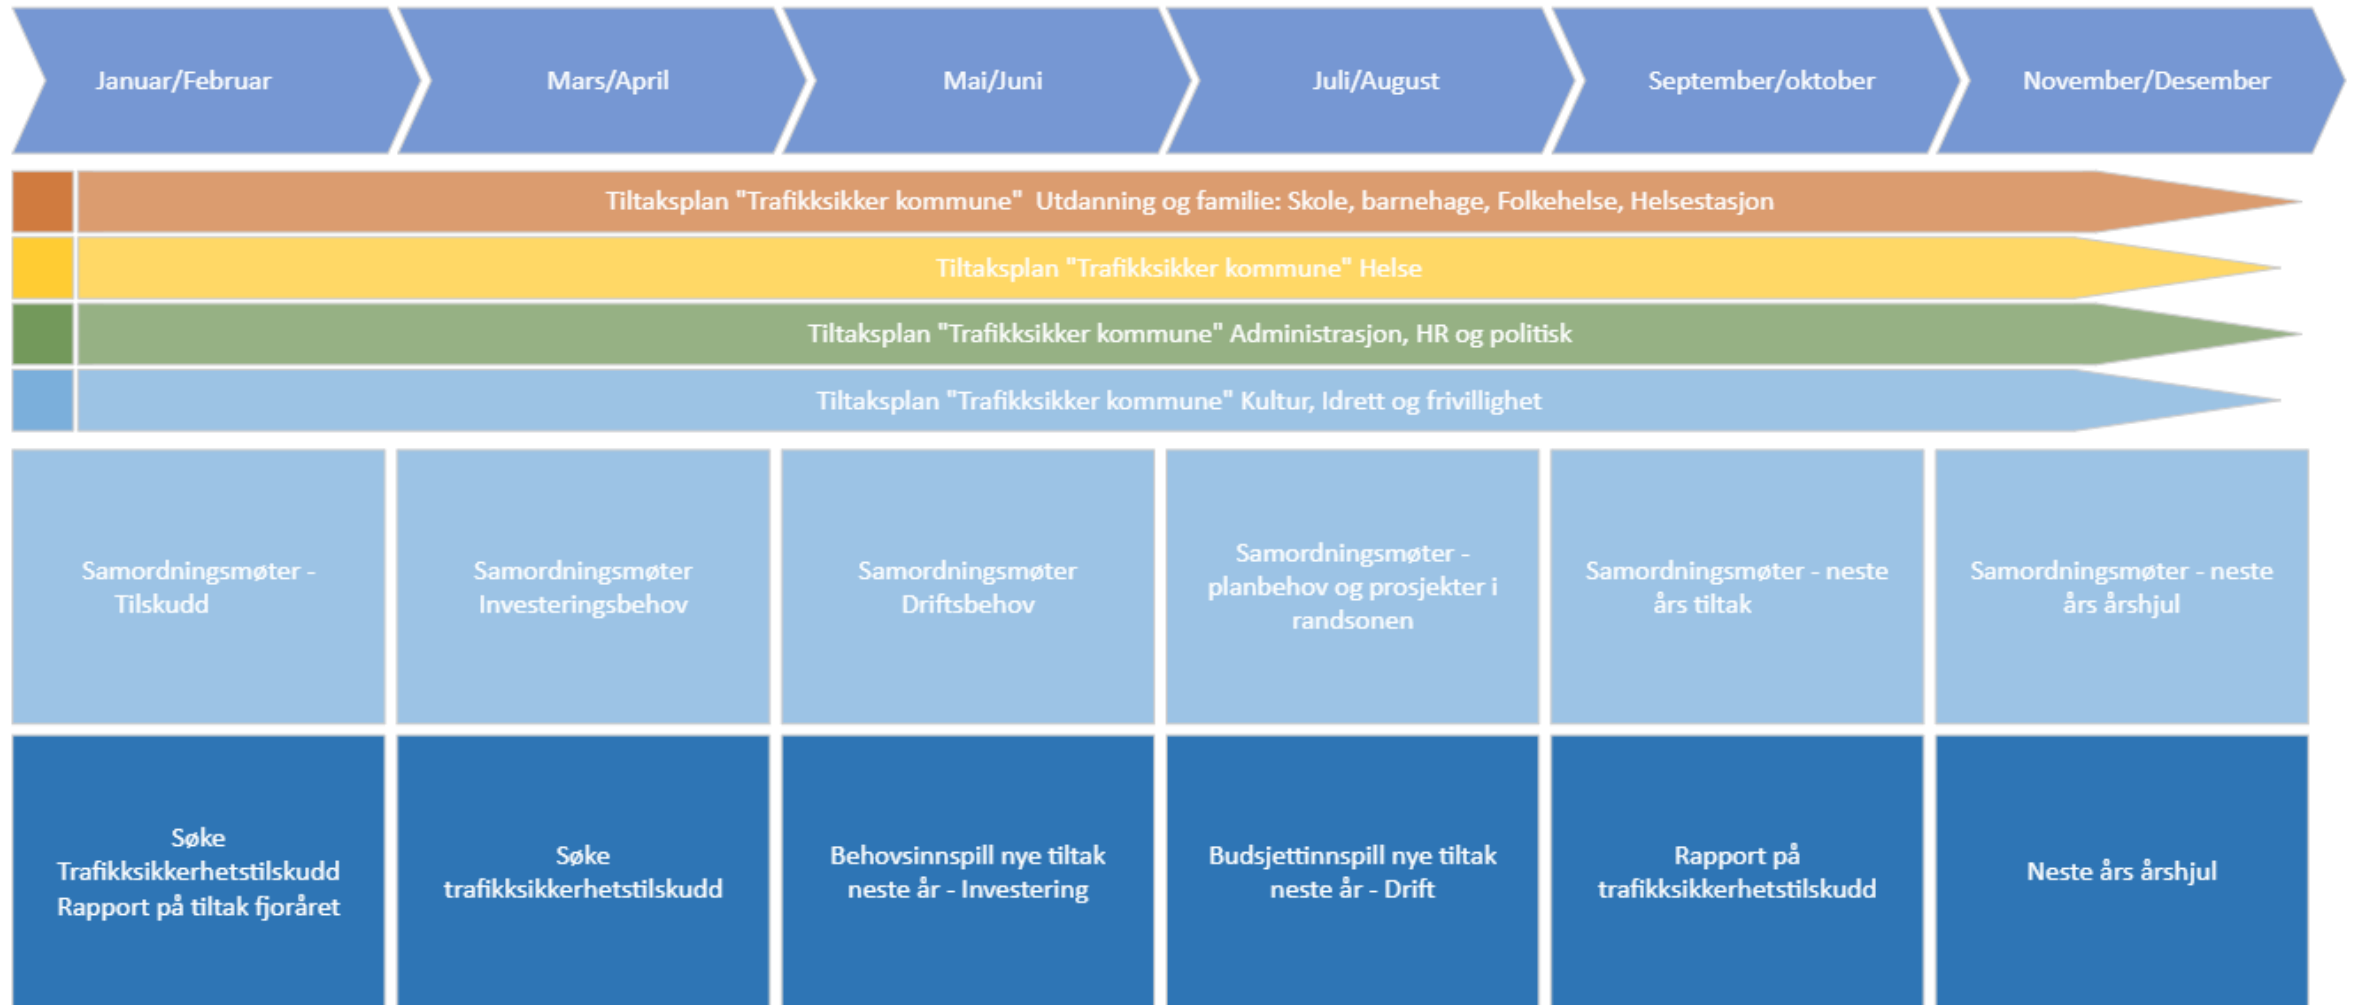 Januar/Februar
Mars/April
Mai/Juni
Juli/August
September/oktober
November/Desember
Tiltaksplan "Trafikksikker kommune"  Utdanning og familie: Skole, barnehage, Folkehelse, Helsestasjon
Tiltaksplan "Trafikksikker kommune" Helse
Tiltaksplan "Trafikksikker kommune" Administrasjon, HR og politisk
Tiltaksplan "Trafikksikker kommune" Kultur, Idrett og frivillighet
Samordningsmøter -
Tilskudd
Samordningsmøter
Investeringsbehov
Samordningsmøter
Driftsbehov
Samordningsmøter -
planbehov og prosjekter i
randsonen
Samordningsmøter - neste
års tiltak
Samordningsmøter - neste
års årshjul
Søke
Trafikksikkerhetstilskudd
Rapport på tiltak fjoråret
Søke
trafikksikkerhetstilskudd
Behovsinnspill nye tiltak
neste år - Investering
Budsjettinnspill nye tiltak
neste år - Drift
Rapport på
trafikksikkerhetstilskudd
Neste års årshjul